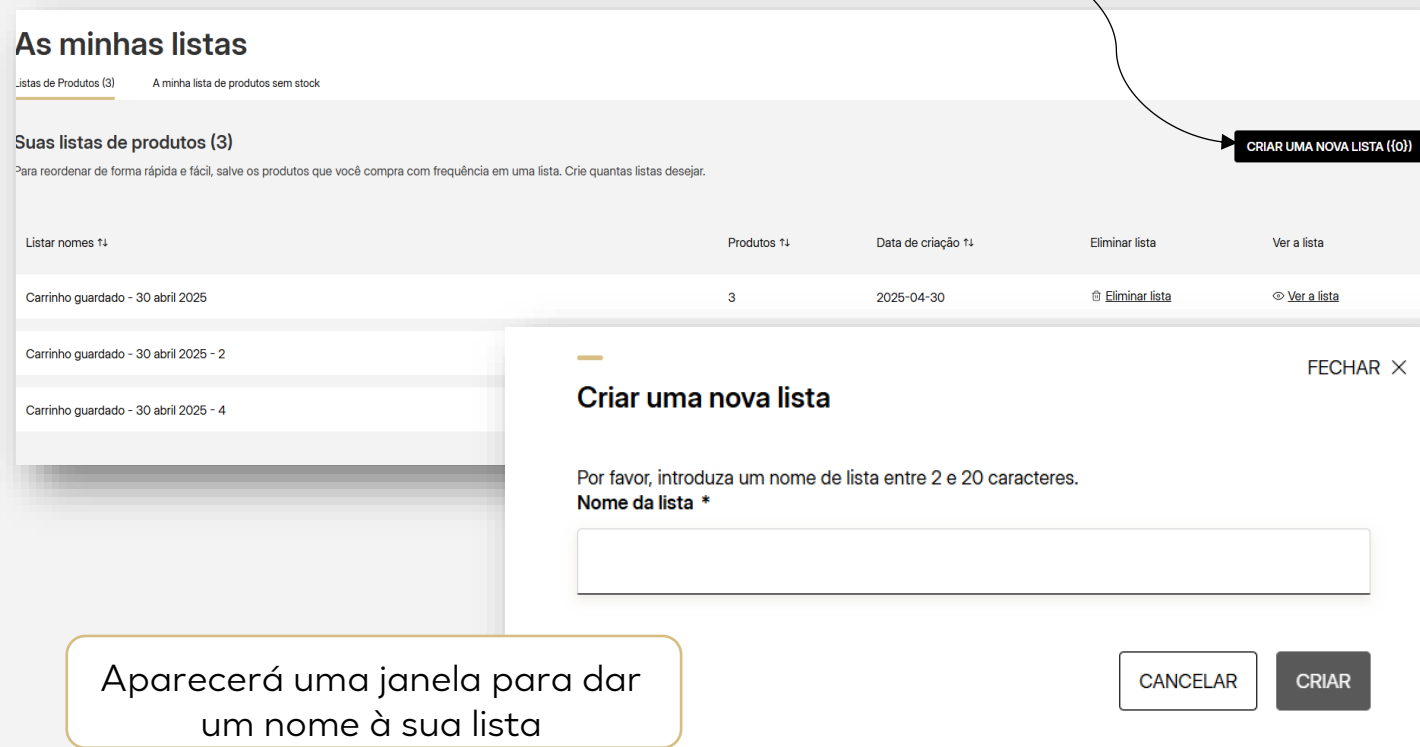 As minhas listas
Listas de Produtos (3) A minha lista de produtos sem stock
Suas listas de produtos (3)
CRIAR UMA NOVA LISTA ({0})
Para reordenar de forma rápida e fácil, salve os produtos que você compra com frequência em uma lista. Crie quantas listas desejar.
Listar nomes ↑↓ Produtos ↑↓ Data de criação ↑↓ Eliminar lista Ver a lista
Carrinho guardado - 30 abril 2025 3 2025-04-30 Eliminar lista Ver a lista
Carrinho guardado - 30 abril 2025 - 2
Carrinho guardado - 30 abril 2025 - 4
FECHAR ×
Criar uma nova lista
Por favor, introduza um nome de lista entre 2 e 20 caracteres.
Nome da lista *
CANCELAR CRIAR
Aparecerá uma janela para dar
um nome à sua lista